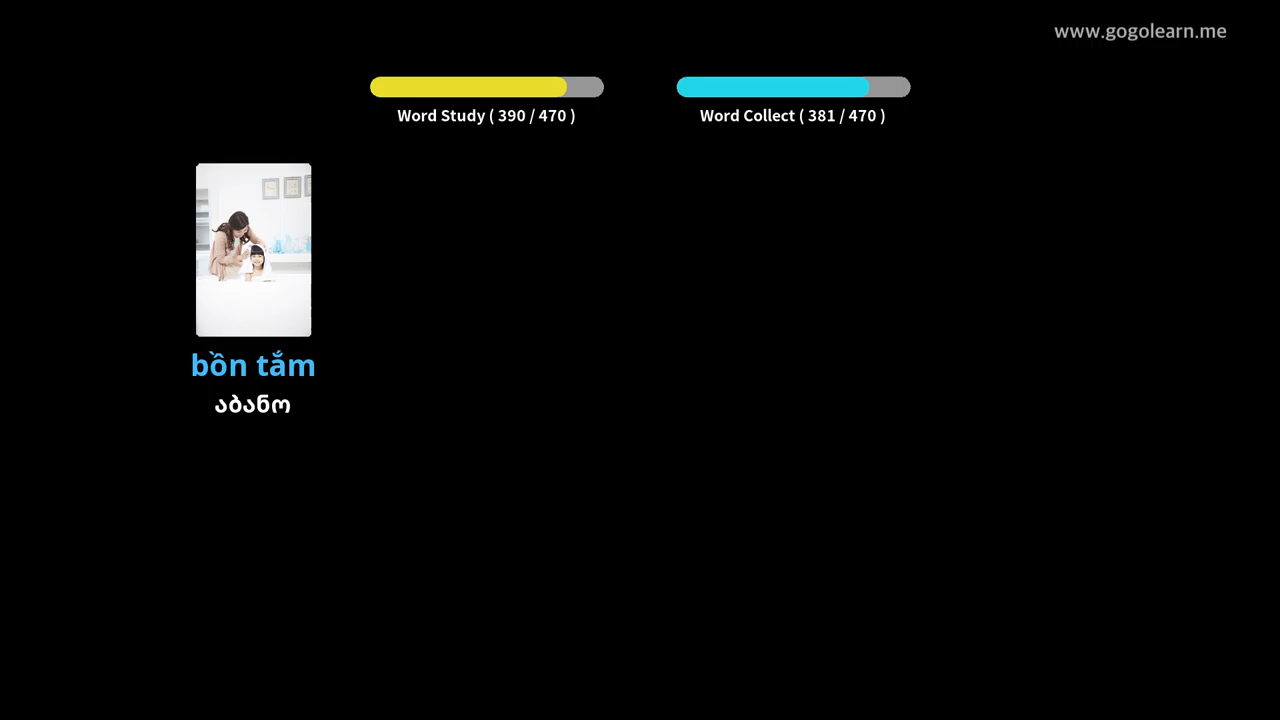 www.gogolearn.me
Word Study ( 390 / 470 )
Word Collect ( 381 / 470 )
bồn tắm
აბანო